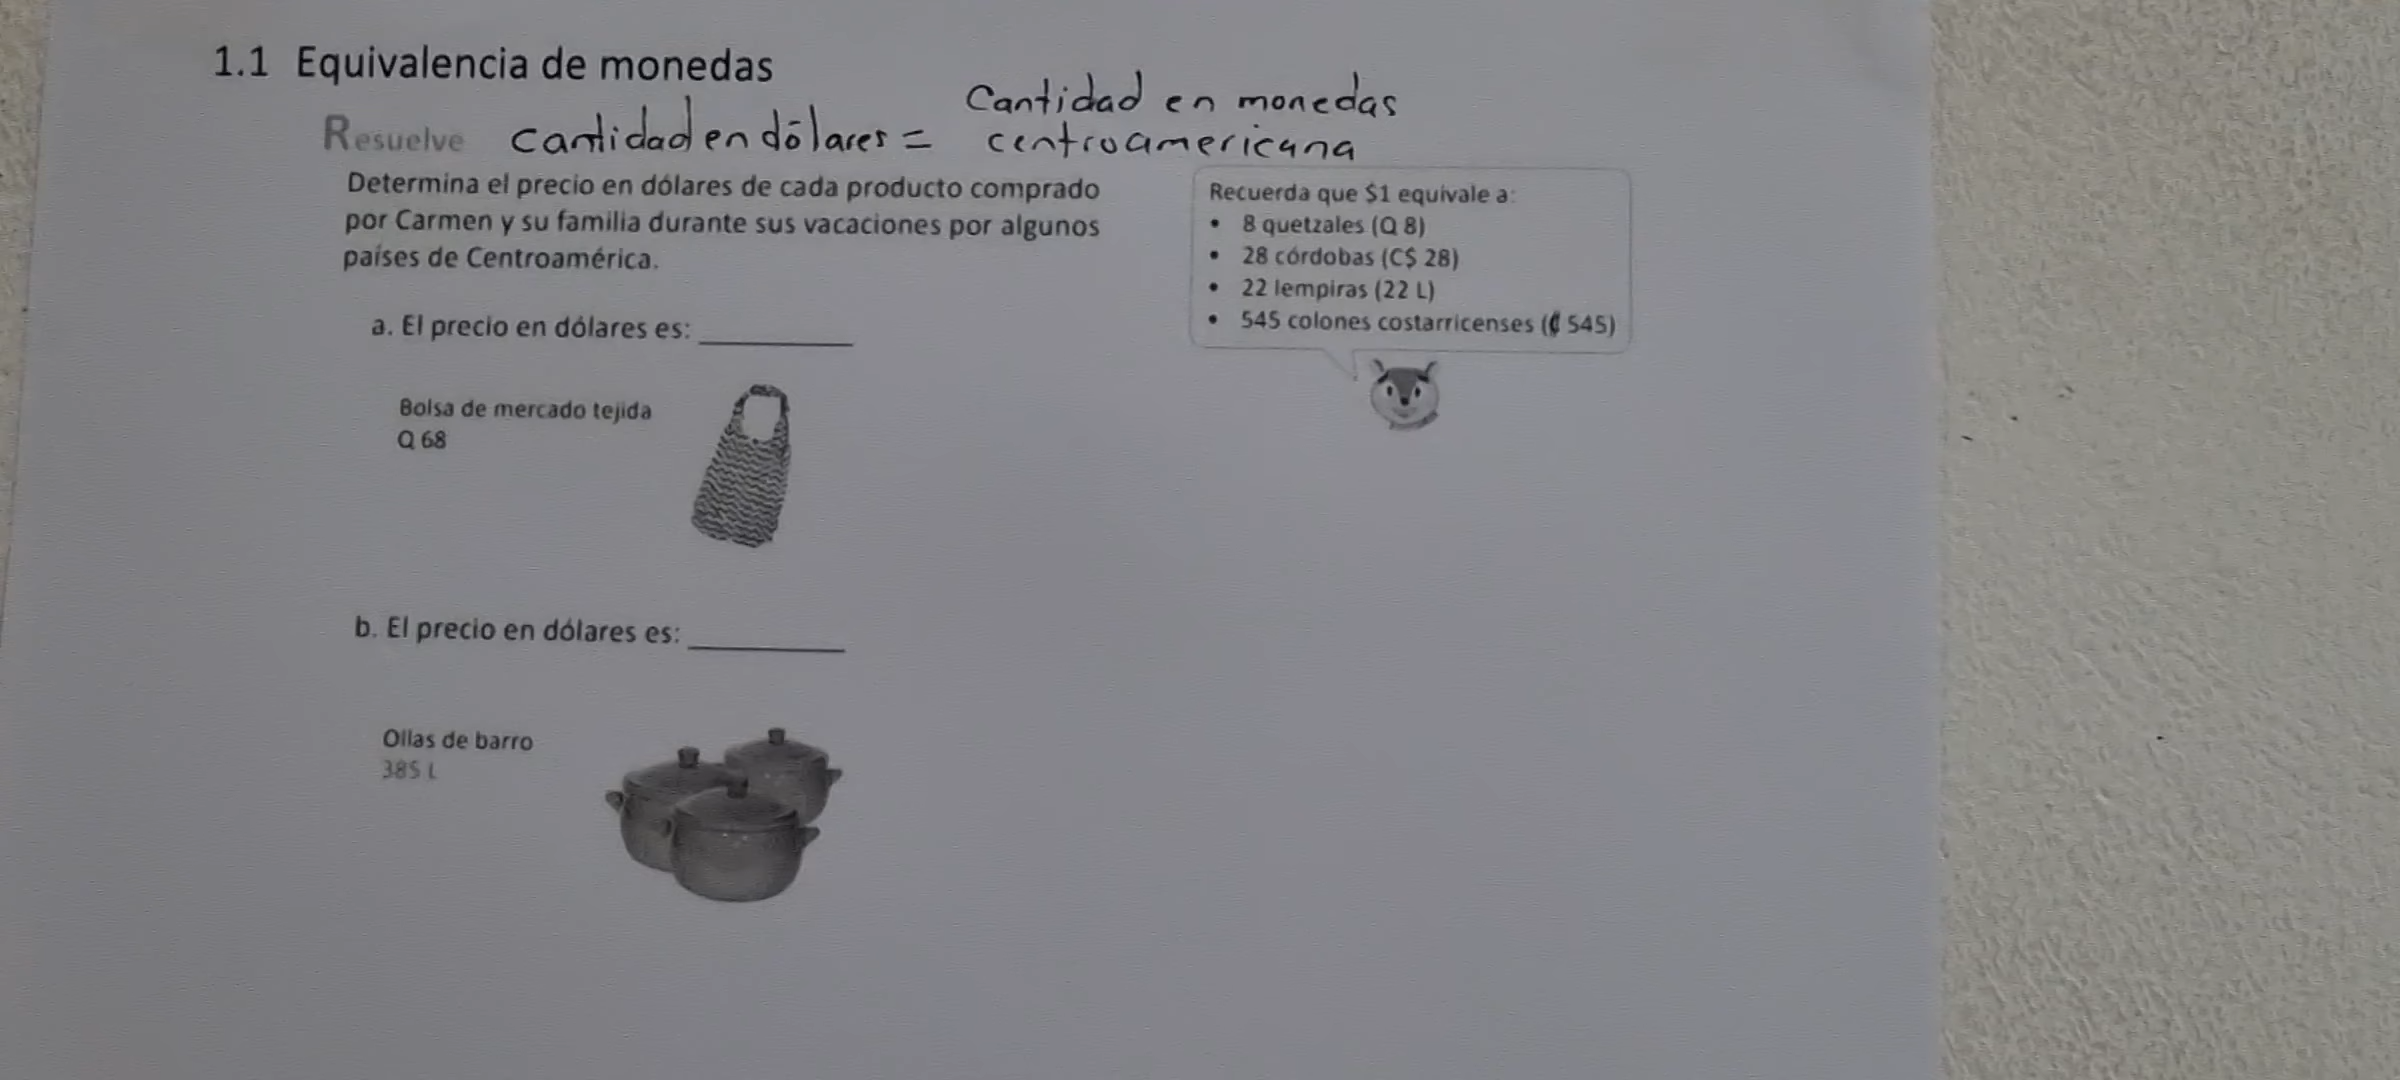 1.1 Equivalencia de monedas
Resuelve cantidad en dólares = Cantidad en monedas
centroamericana
Determina el precio en dólares de cada producto comprado
por Carmen y su familia durante sus vacaciones por algunos
países de Centroamérica.
Recuerda que $1 equivale a:
• 8 quetzales (Q 8)
• 28 córdobas (C$ 28)
• 22 lempiras (22 L)
• 545 colones costarricenses (₡ 545)
a. El precio en dólares es: ________
Bolsa de mercado tejida
Q 68
b. El precio en dólares es: ________
Ollas de barro
385 L